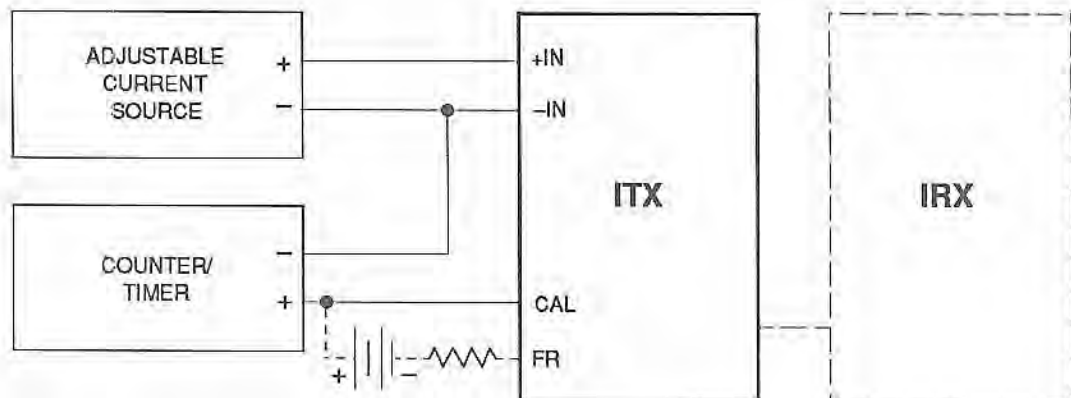 ADJUSTABLE
CURRENT
SOURCE
+
−
+IN
−IN
ITX
IRX
COUNTER/
TIMER
−
+
CAL
FR
+
−